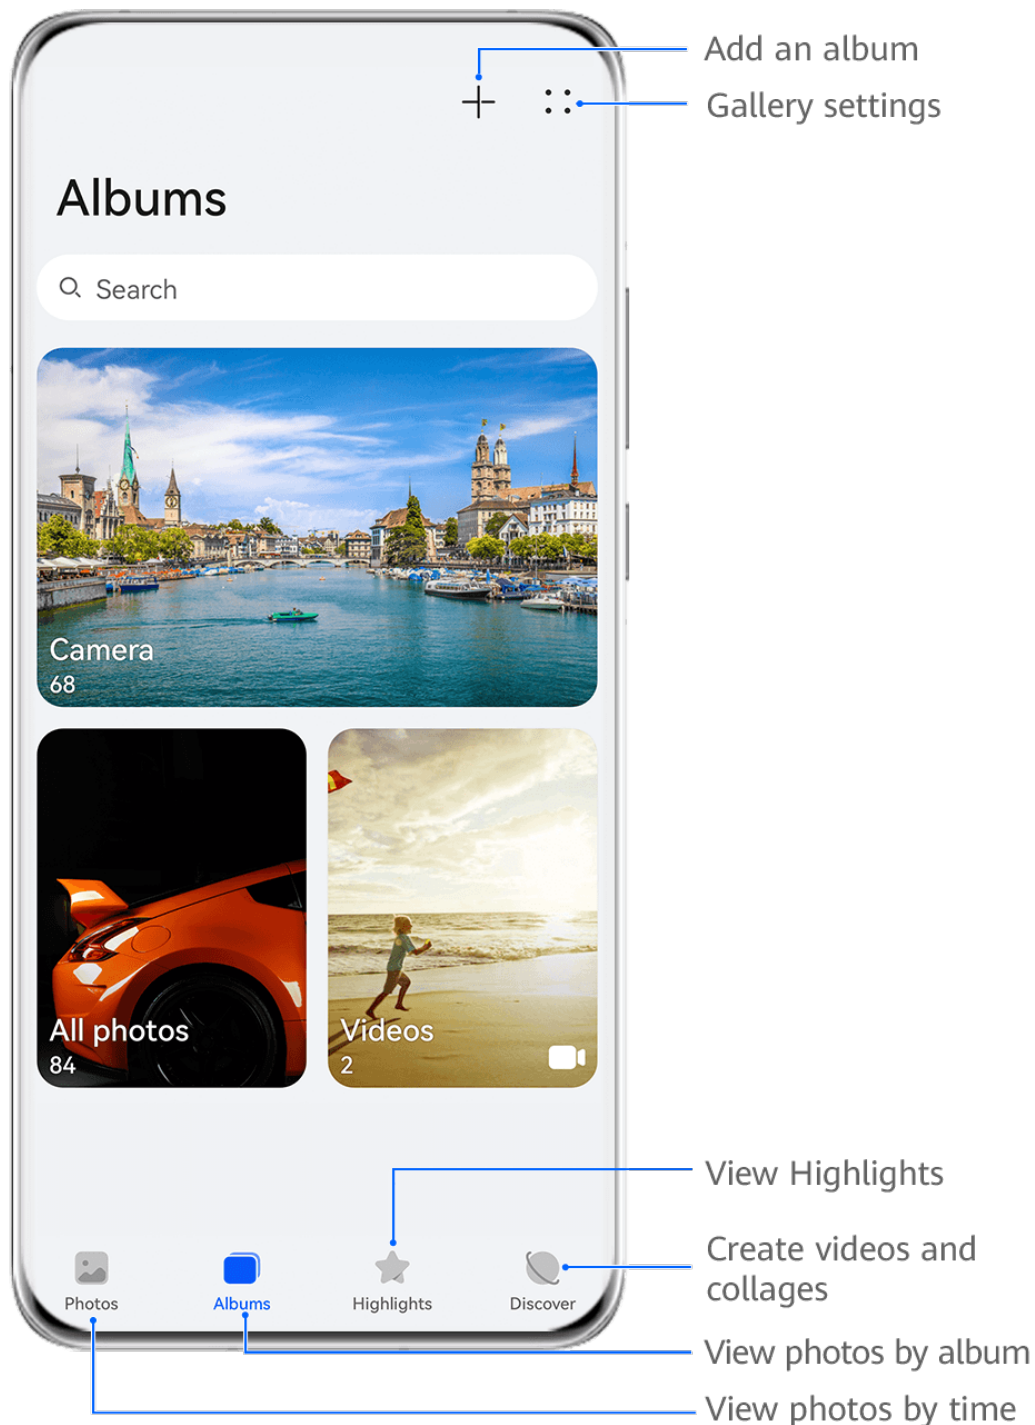 Add an album
Gallery settings
Albums
Search
Camera
68
All photos
84
Videos
2
View Highlights
Create videos and
collages
Photos
Albums
Highlights
Discover
View photos by album
View photos by time